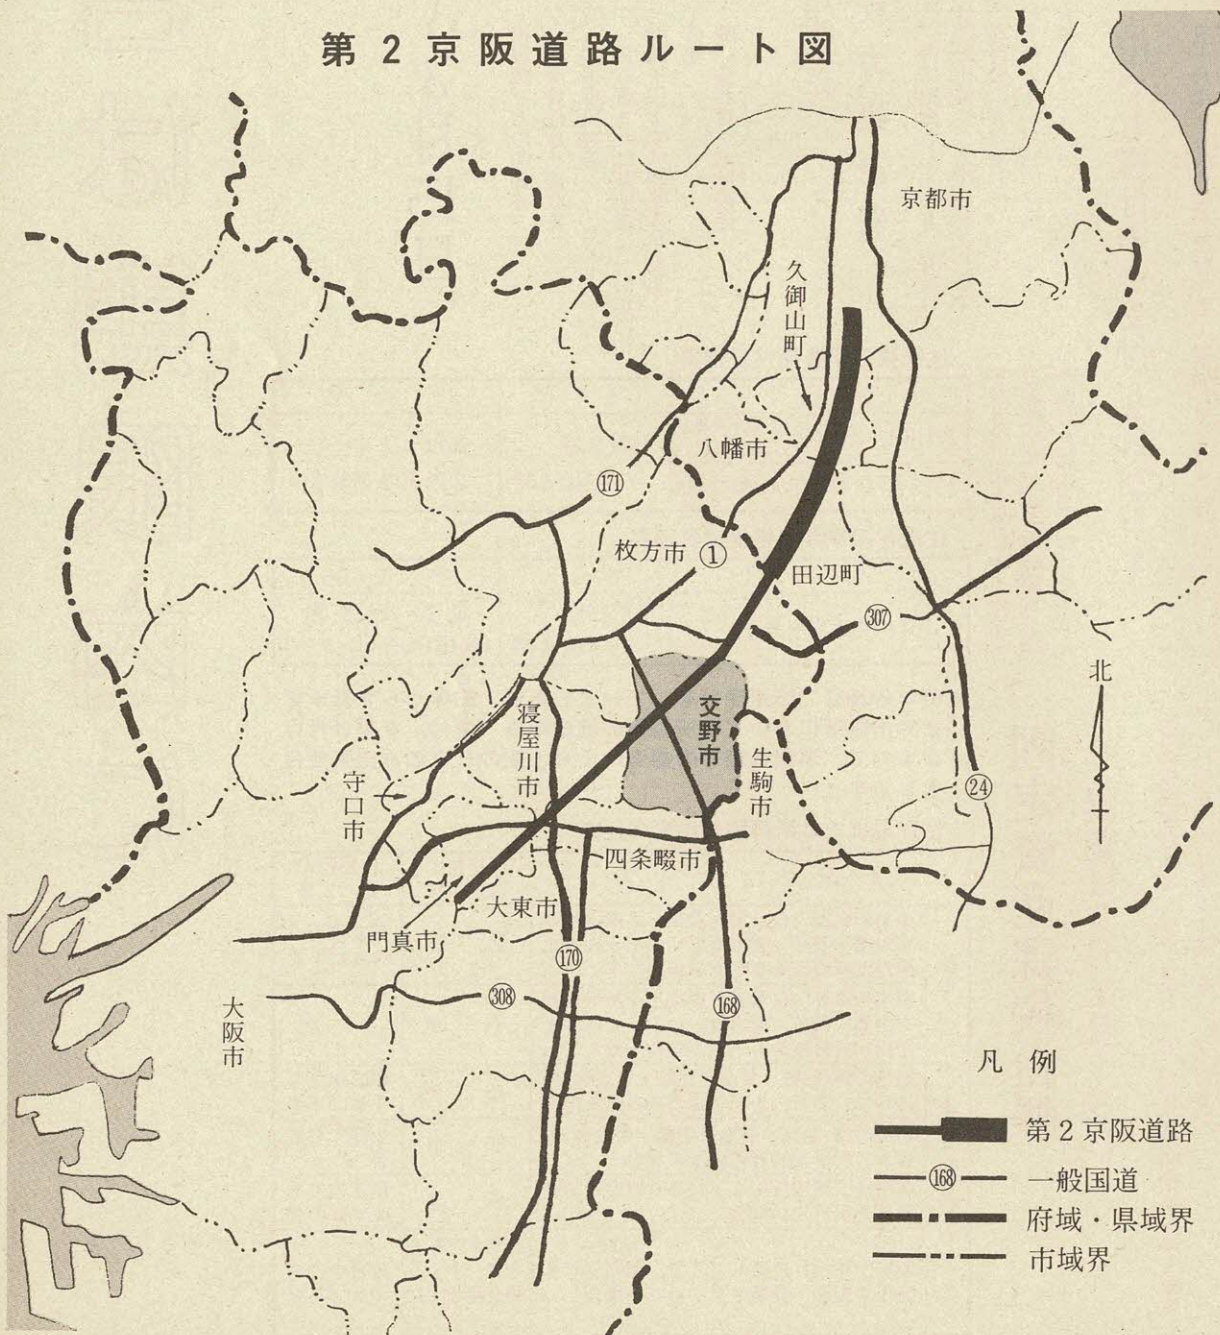 第2京阪道路ルート図
京都市
久御山町
八幡市
171
枚方市
1
田辺町
307
北
交野市
寝屋川市
生駒市
守口市
24
四条畷市
大東市
門真市
170
308
168
大阪市
凡例
第2京阪道路
168
一般国道
府域・県域界
市域界